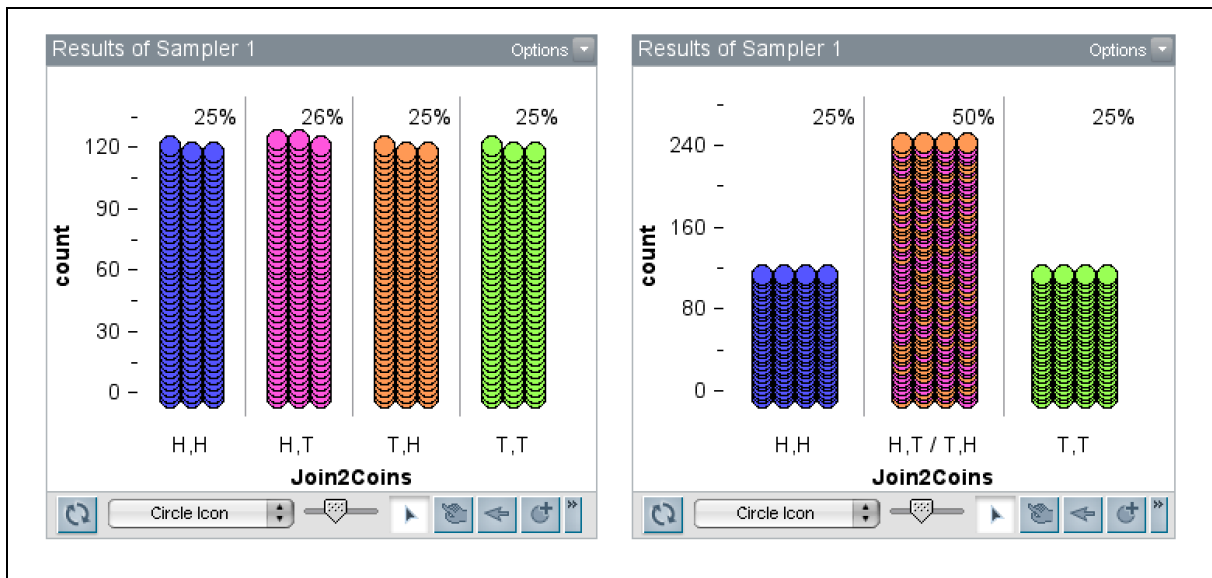 Results of Sampler 1
Options
25% 26% 25% 25%
120
90
60
30
0
count
H,H H,T T,H T,T
Join2Coins
Circle Icon
»
Results of Sampler 1
Options
25% 50% 25%
240
160
80
0
count
H,H H,T / T,H T,T
Join2Coins
Circle Icon
»